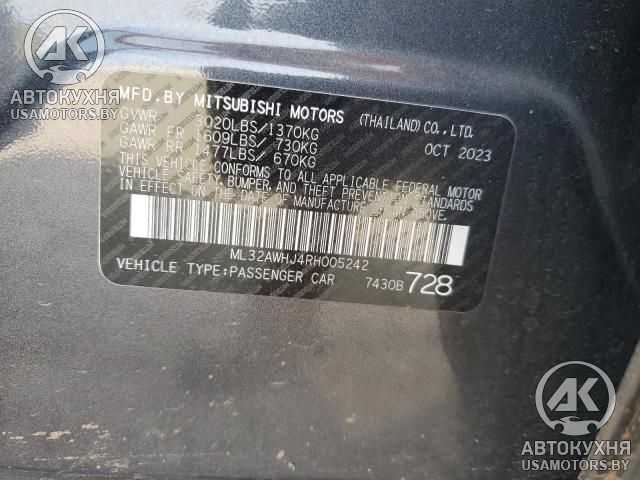 MFD.BY MITSUBISHI MOTORS (THAILAND)CO.,LTD.
GVWR 3020LBS/1370KG OCT 2023
GAWR FR 1609LBS/ 730KG
GAWR RR 1477LBS/ 670KG
THIS VEHICLE CONFORMS TO ALL APPLICABLE FEDERAL MOTOR
VEHICLE SAFETY, BUMPER, AND THEFT PREVENTION STANDARDS
IN EFFECT ON THE DATE OF MANUFACTURE SHOWN ABOVE.
ML32AWHJ4RH005242
VEHICLE TYPE:PASSENGER CAR 7430B 728
АК
АВТОКУХНЯ
USAMOTORS.BY
АК
АВТОКУХНЯ
USAMOTORS.BY